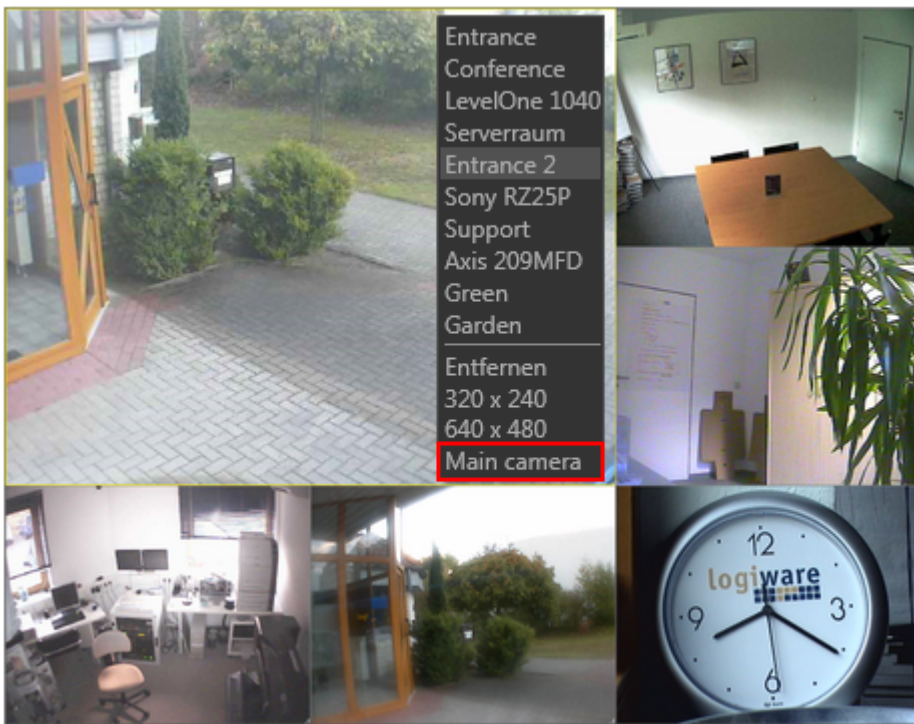 Entrance
Conference
LevelOne 1040
Serverraum
Entrance 2
Sony RZ25P
Support
Axis 209MFD
Green
Garden
Entfernen
320 x 240
640 x 480
Main camera
12
logiware
9
3
6